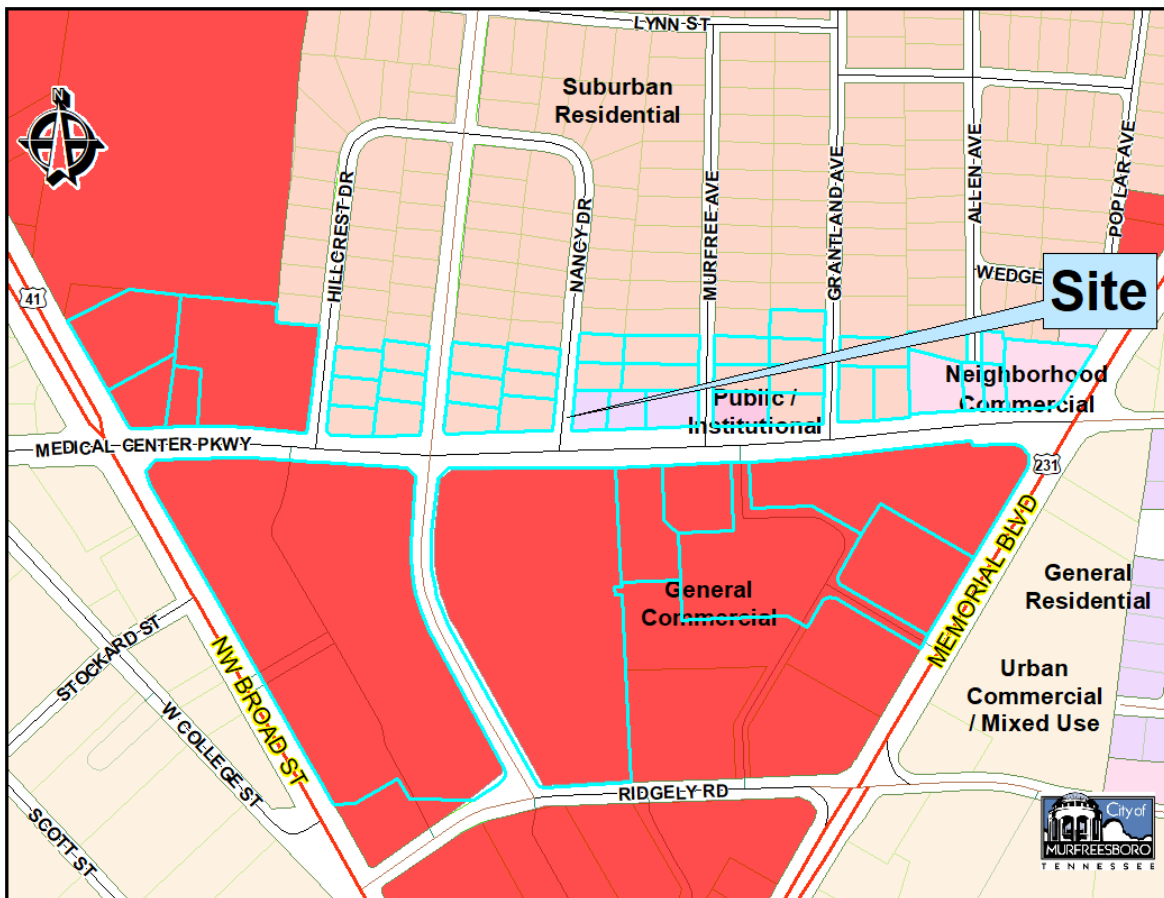 LYNN ST
Suburban
Residential
N
HILLCREST DR
NANCY DR
MURFREE AVE
GRANTLAND AVE
ALLEN AVE
POPLAR AVE
WEDGE
Site
41
Neighborhood
Commercial
Public /
Institutional
MEDICAL CENTER PKWY
231
General
Commercial
MEMORIAL BLVD
General
Residential
STOCKARD ST
NW BROAD ST
W COLLEGE ST
Urban
Commercial
/ Mixed Use
RIDGELY RD
SCOTT ST
City of
MURFREESBORO
TENNESSEE